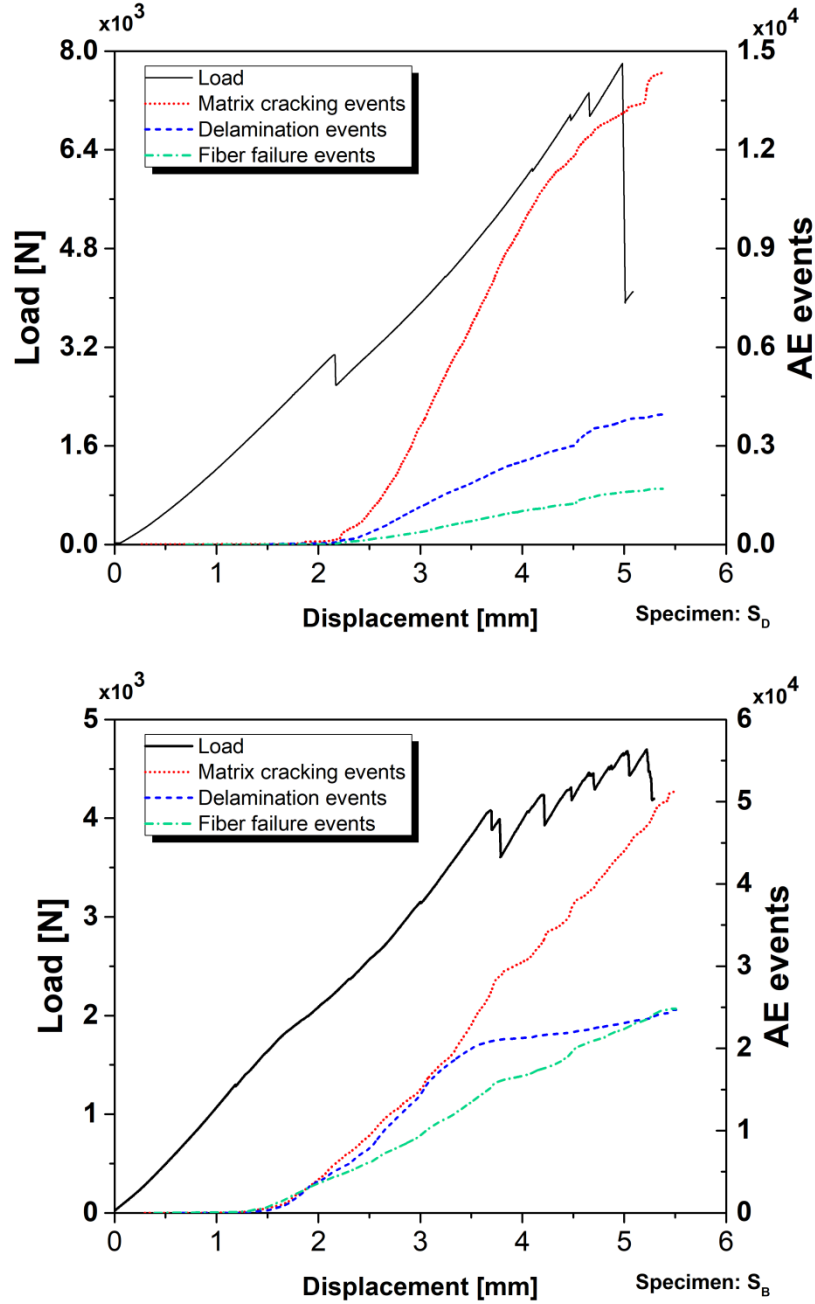 x10³
x10⁴
8.0
6.4
4.8
3.2
1.6
0.0
Load [N]
Load
Matrix cracking events
Delamination events
Fiber failure events
1.5
1.2
0.9
0.6
0.3
0.0
AE events
0 1 2 3 4 5 6
Displacement [mm]
Specimen: S_D
x10³
x10⁴
5
4
3
2
1
0
Load [N]
Load
Matrix cracking events
Delamination events
Fiber failure events
6
5
4
3
2
1
0
AE events
0 1 2 3 4 5 6
Displacement [mm]
Specimen: S_B